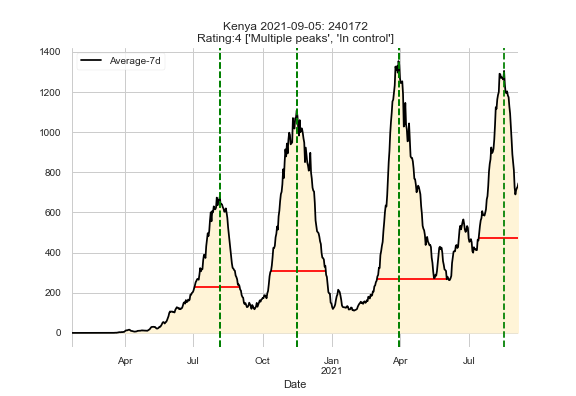 Kenya 2021-09-05: 240172
Rating:4 ['Multiple peaks', 'In control']
Average-7d
1400
1200
1000
800
600
400
200
0
Apr
Jul
Oct
Jan
2021
Apr
Jul
Date